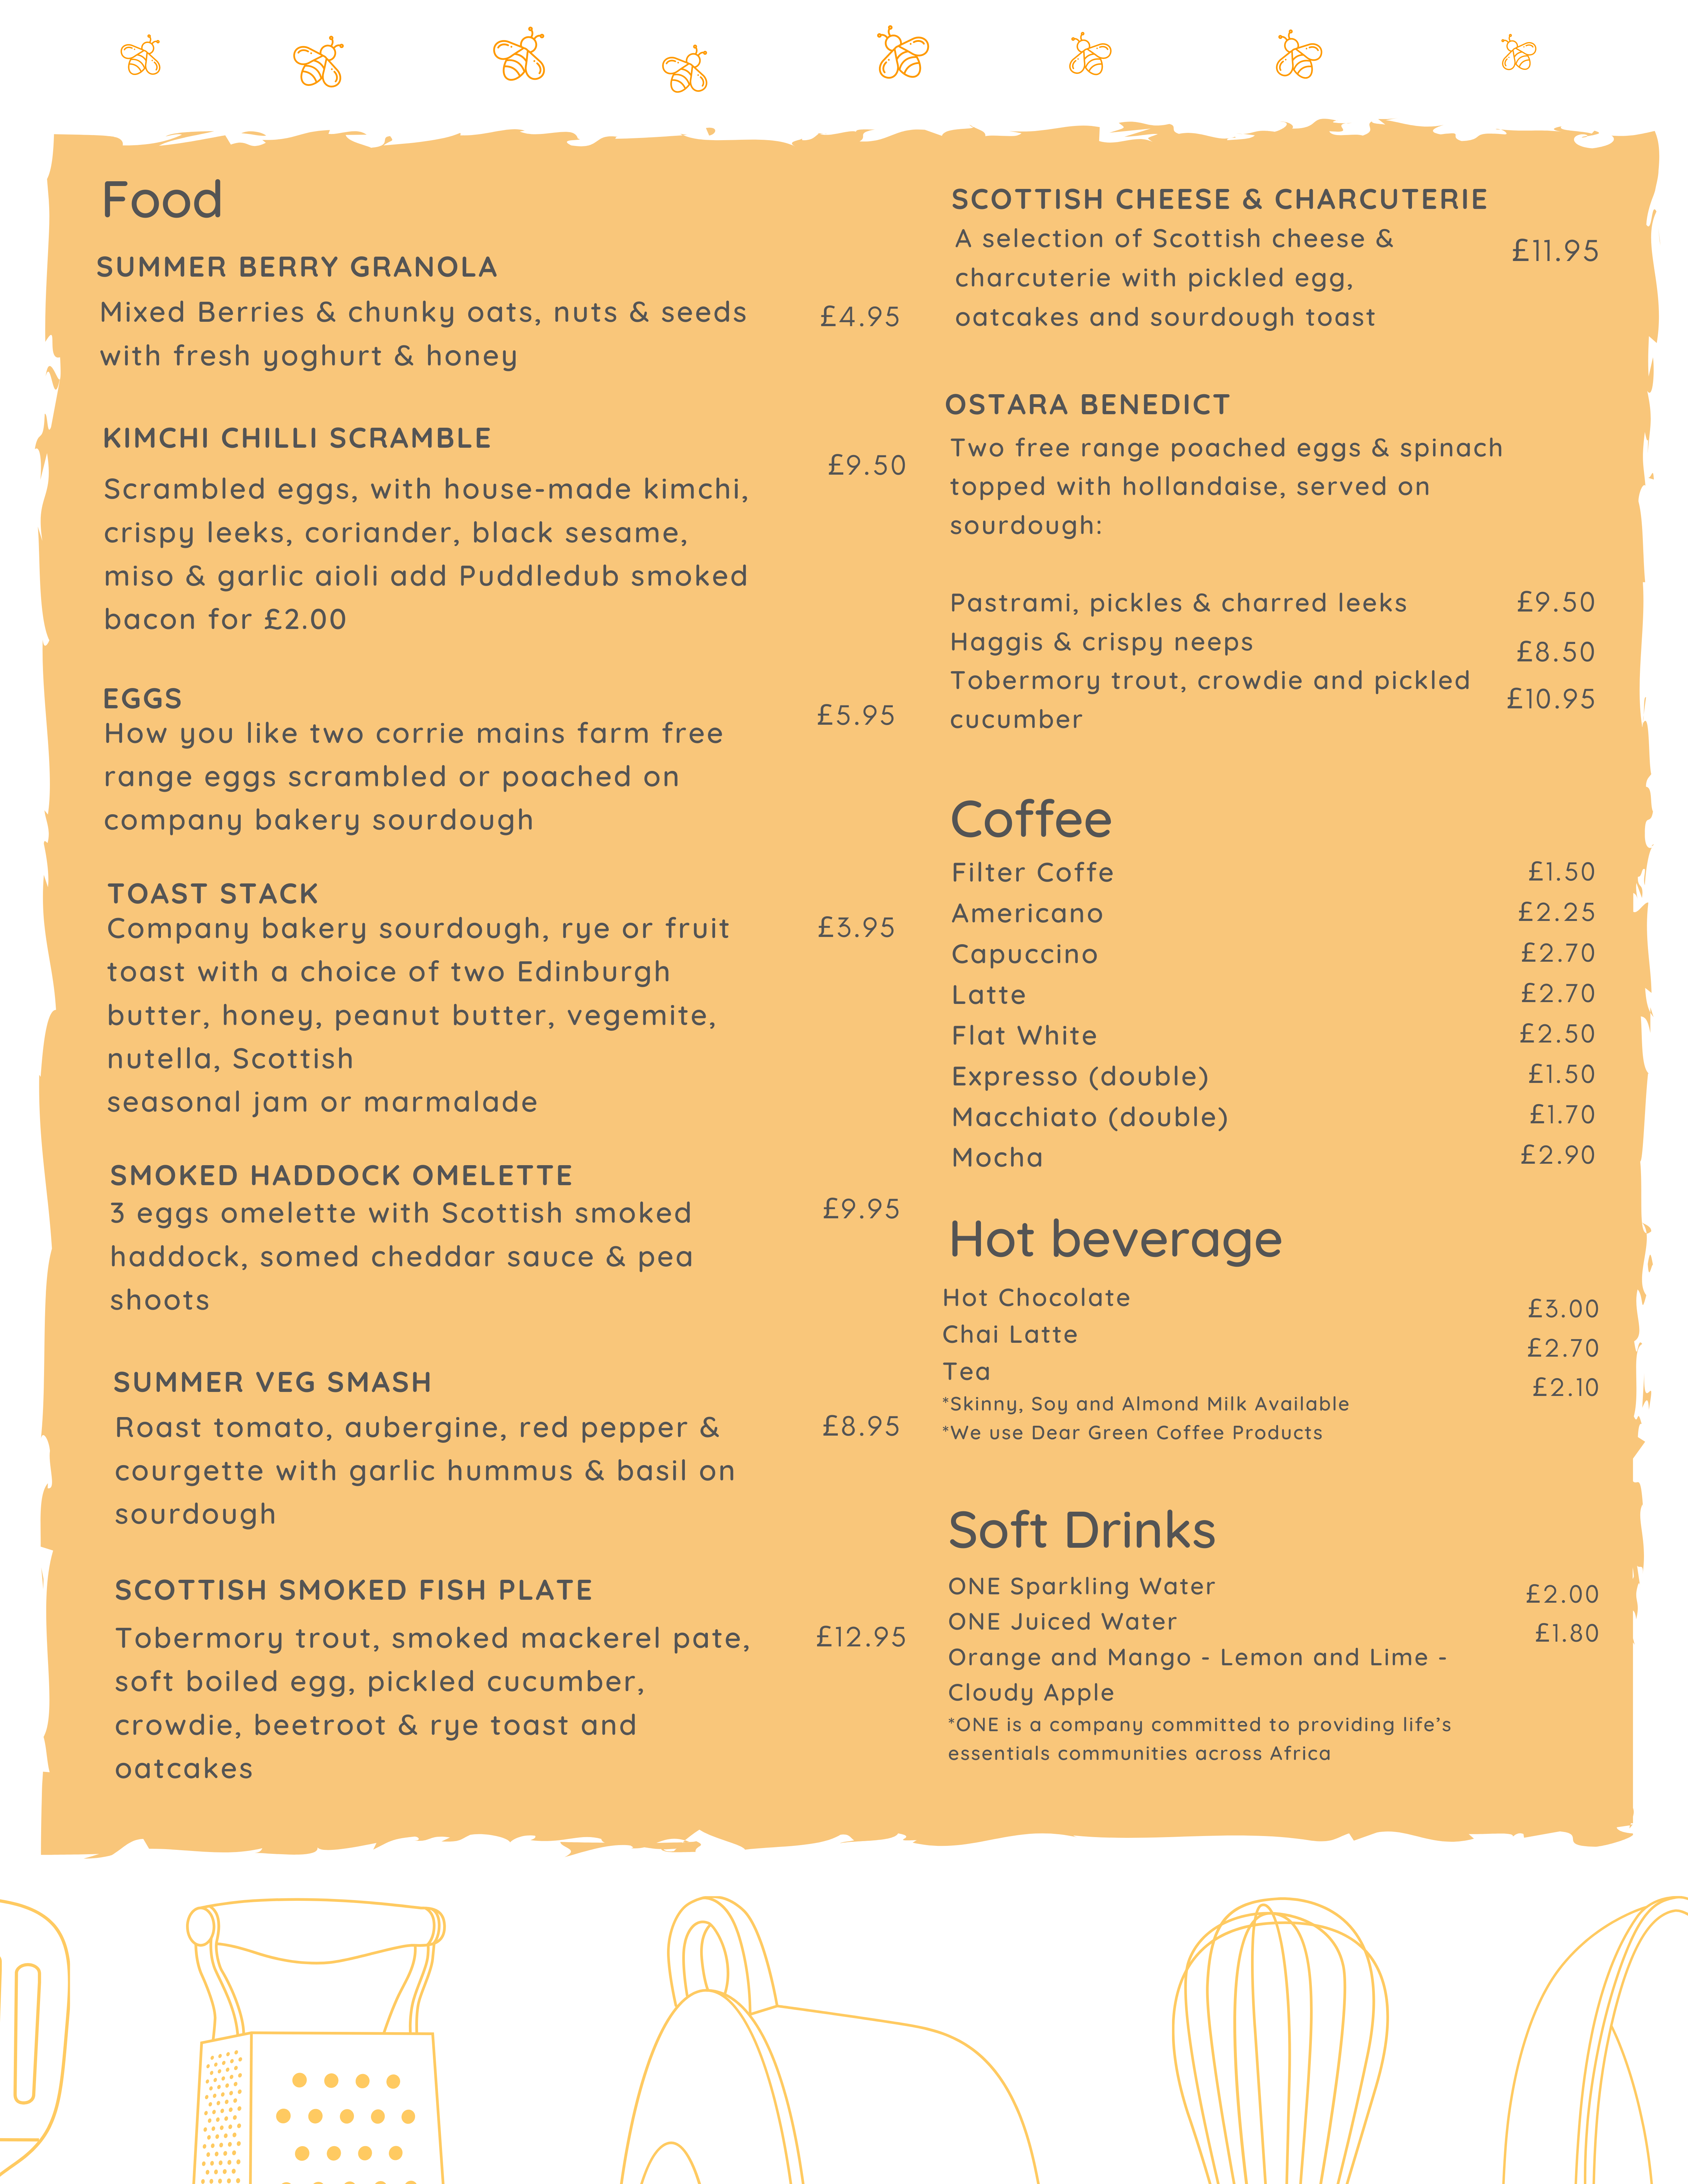 Food
SUMMER BERRY GRANOLA
Mixed Berries & chunky oats, nuts & seeds £4.95
with fresh yoghurt & honey
KIMCHI CHILLI SCRAMBLE
£9.50
Scrambled eggs, with house-made kimchi,
crispy leeks, coriander, black sesame,
miso & garlic aioli add Puddledub smoked
bacon for £2.00
EGGS
£5.95
How you like two corrie mains farm free
range eggs scrambled or poached on
company bakery sourdough
TOAST STACK
Company bakery sourdough, rye or fruit £3.95
toast with a choice of two Edinburgh
butter, honey, peanut butter, vegemite,
nutella, Scottish
seasonal jam or marmalade
SMOKED HADDOCK OMELETTE
3 eggs omelette with Scottish smoked £9.95
haddock, somed cheddar sauce & pea
shoots
SUMMER VEG SMASH
Roast tomato, aubergine, red pepper & £8.95
courgette with garlic hummus & basil on
sourdough
SCOTTISH SMOKED FISH PLATE
Tobermory trout, smoked mackerel pate, £12.95
soft boiled egg, pickled cucumber,
crowdie, beetroot & rye toast and
oatcakes
SCOTTISH CHEESE & CHARCUTERIE
A selection of Scottish cheese & £11.95
charcuterie with pickled egg,
oatcakes and sourdough toast
OSTARA BENEDICT
Two free range poached eggs & spinach
topped with hollandaise, served on
sourdough:
Pastrami, pickles & charred leeks £9.50
Haggis & crispy neeps £8.50
Tobermory trout, crowdie and pickled £10.95
cucumber
Coffee
Filter Coffe £1.50
Americano £2.25
Capuccino £2.70
Latte £2.70
Flat White £2.50
Expresso (double) £1.50
Macchiato (double) £1.70
Mocha £2.90
Hot beverage
Hot Chocolate £3.00
Chai Latte £2.70
Tea £2.10
*Skinny, Soy and Almond Milk Available
*We use Dear Green Coffee Products
Soft Drinks
ONE Sparkling Water £2.00
ONE Juiced Water £1.80
Orange and Mango - Lemon and Lime -
Cloudy Apple
*ONE is a company committed to providing life's
essentials communities across Africa